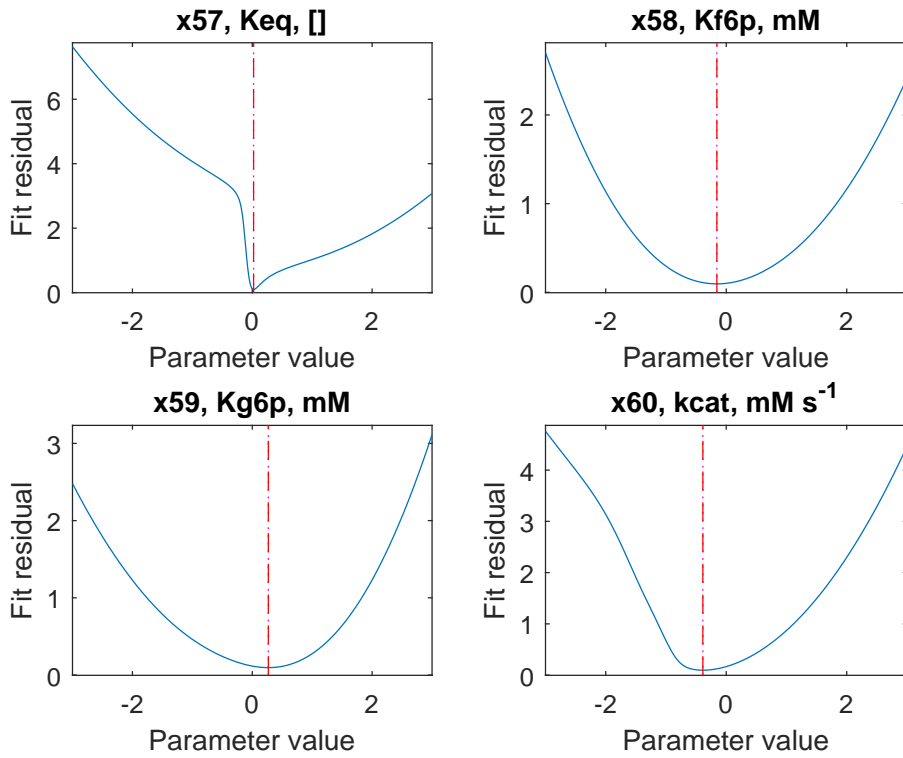 x57, Keq, []
Fit residual
6
4
2
0
-2 0 2
Parameter value
x58, Kf6p, mM
Fit residual
2
1
0
-2 0 2
Parameter value
x59, Kg6p, mM
Fit residual
3
2
1
0
-2 0 2
Parameter value
x60, kcat, mM s⁻¹
Fit residual
4
3
2
1
0
-2 0 2
Parameter value